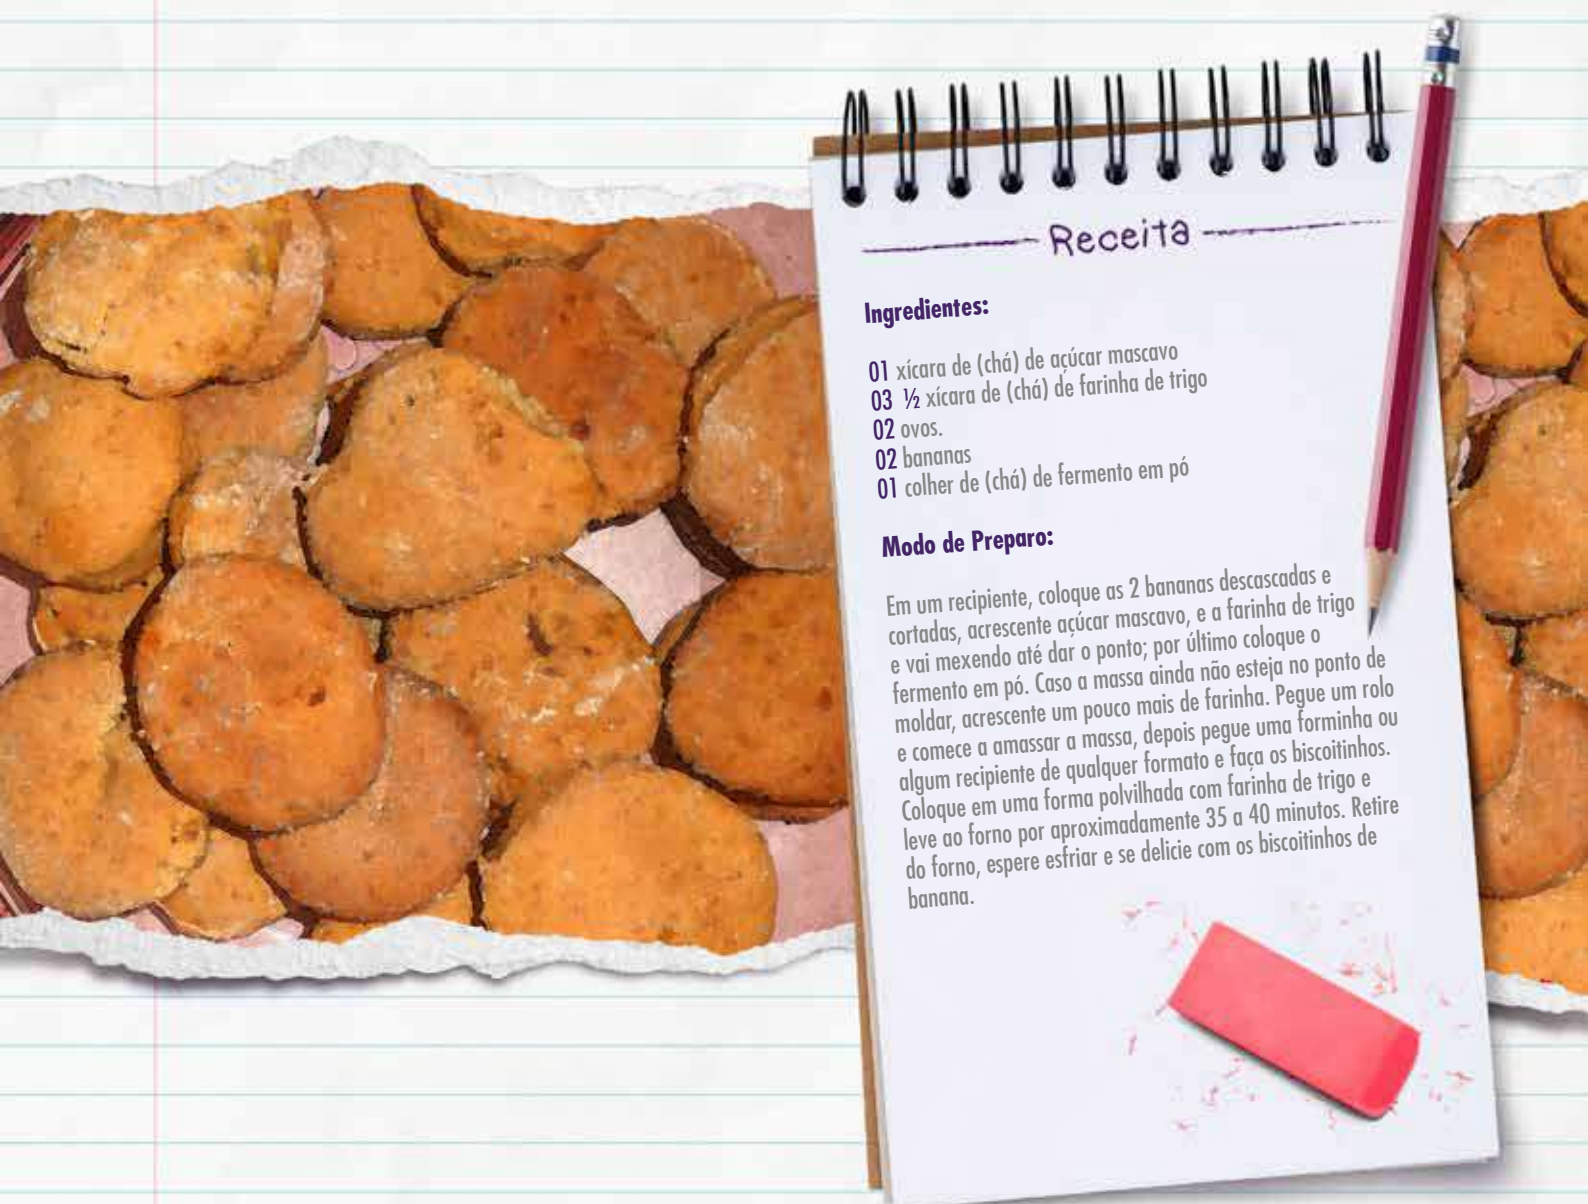 Receita
Ingredientes:
01 xícara de (chá) de açúcar mascavo
03 ½ xícara de (chá) de farinha de trigo
02 ovos.
02 bananas
01 colher de (chá) de fermento em pó
Modo de Preparo:
Em um recipiente, coloque as 2 bananas descascadas e
cortadas, acrescente açúcar mascavo, e a farinha de trigo
e vai mexendo até dar o ponto; por último coloque o
fermento em pó. Caso a massa ainda não esteja no ponto de
moldar, acrescente um pouco mais de farinha. Pegue um rolo
e comece a amassar a massa, depois pegue uma forminha ou
algum recipiente de qualquer formato e faça os biscoitinhos.
Coloque em uma forma polvilhada com farinha de trigo e
leve ao forno por aproximadamente 35 a 40 minutos. Retire
do forno, espere esfriar e se delicie com os biscoitinhos de
banana.